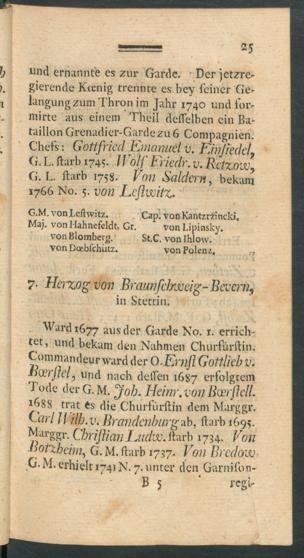 25
und ernannte es zur Garde. Der jetzre-
gierende Kœnig trennte es bey seiner Ge-
langung zum Thron im Jahr 1740 und for-
mirte aus einem Theil desselben ein Ba-
taillon Grenadier-Garde zu 6 Compagnien.
Chefs: Gottfried Emanuel v. Einsiedel,
G. L. starb 1745. Wolf Friedr. v. Retzow,
G. L. starb 1758. Von Saldern, bekam
1766 No. 5. von Lestwitz.
G.M. von Lestwitz.
Maj. von Hahnefeldt, Gr.
von Blomberg.
von Dœbschütz.
Cap. von Kantzrzincki.
von Lipinsky.
St.C. von Ihlow.
von Polenz.
7. Herzog von Braunschweig-Bevern,
in Stettin.
Ward 1677 aus der Garde No. 1. errich-
tet, und bekam den Nahmen Churfürstin.
Commandeur ward der O. Ernst Gottlieb v.
Bœrstel, und nach dessen 1687 erfolgtem
Tode der G. M. Joh. Heinr. von Bœrstell.
1688 trat es die Churfürstin dem Marggr.
Carl Wilh. v. Brandenburg ab, starb 1695.
Marggr. Christian Ludw. starb 1734. Von
Botzheim, G. M. starb 1737. Von Bredow
G. M. erhielt 1741 N. 7. unter den Garnison-
B 5 regi-